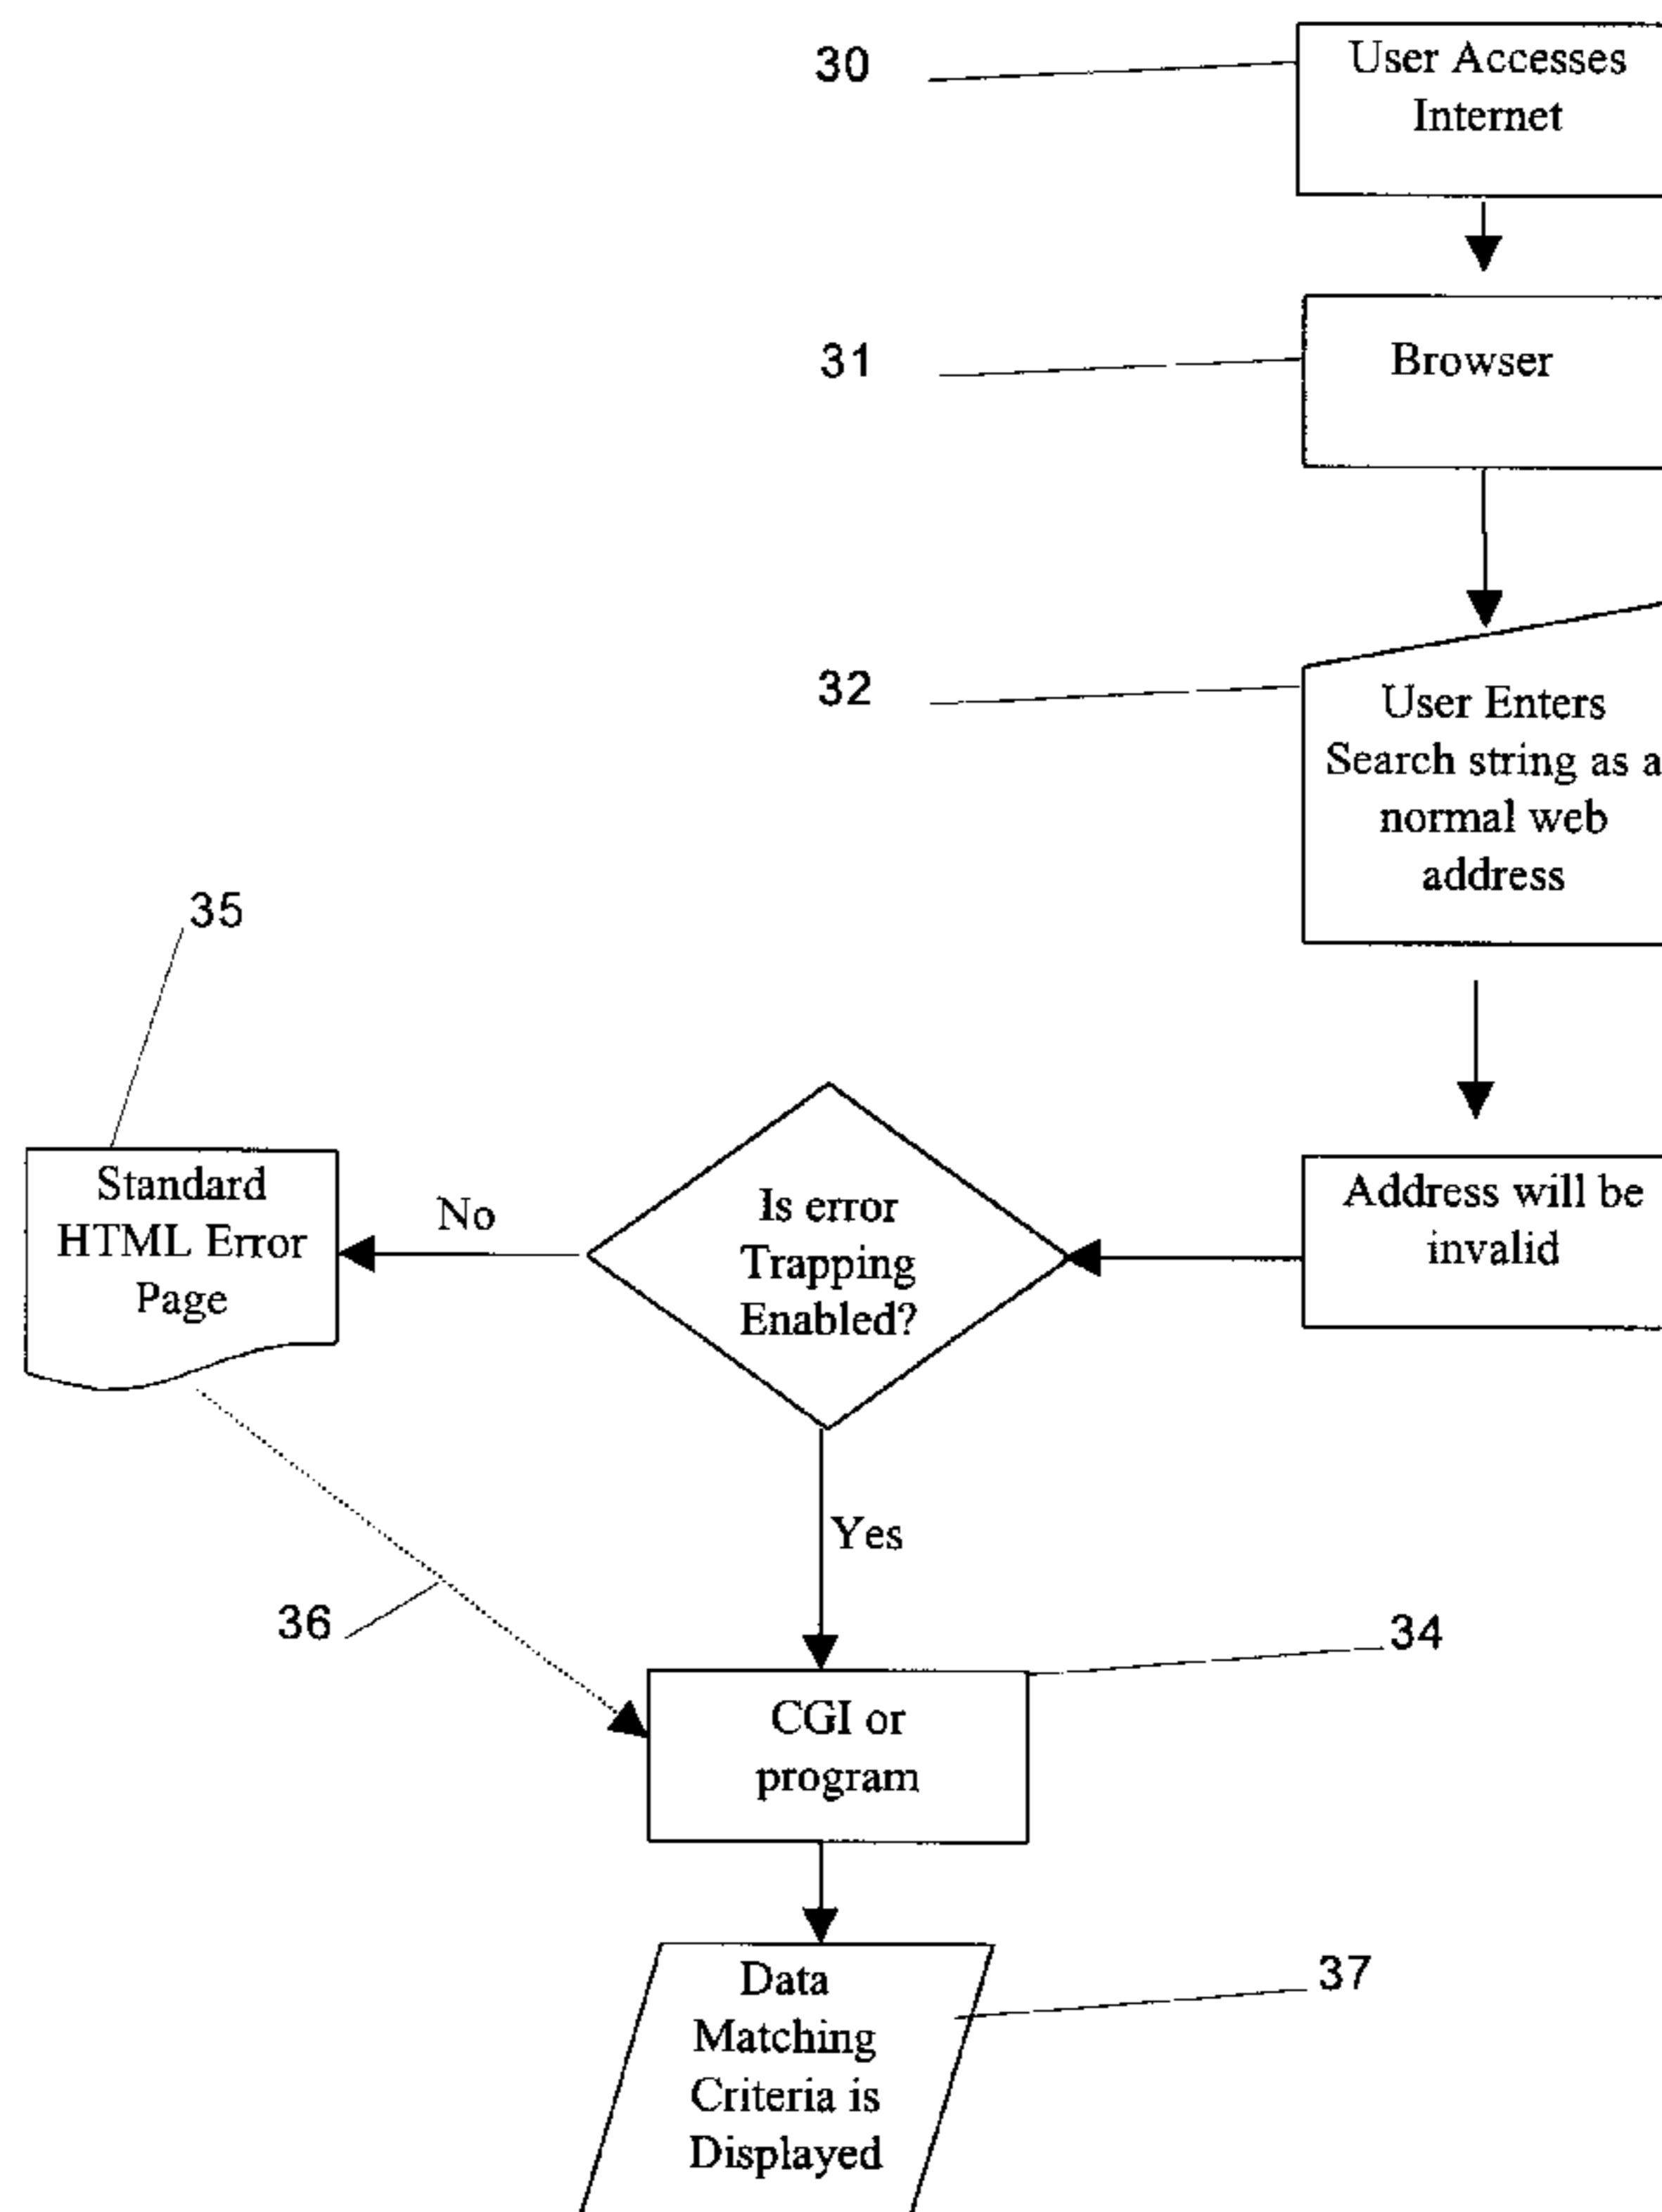 30
User Accesses
Internet
31
Browser
32
User Enters
Search string as a
normal web
address
35
Standard
HTML Error
Page
No
Is error
Trapping
Enabled?
Address will be
invalid
Yes
36
34
CGI or
program
37
Data
Matching
Criteria is
Displayed